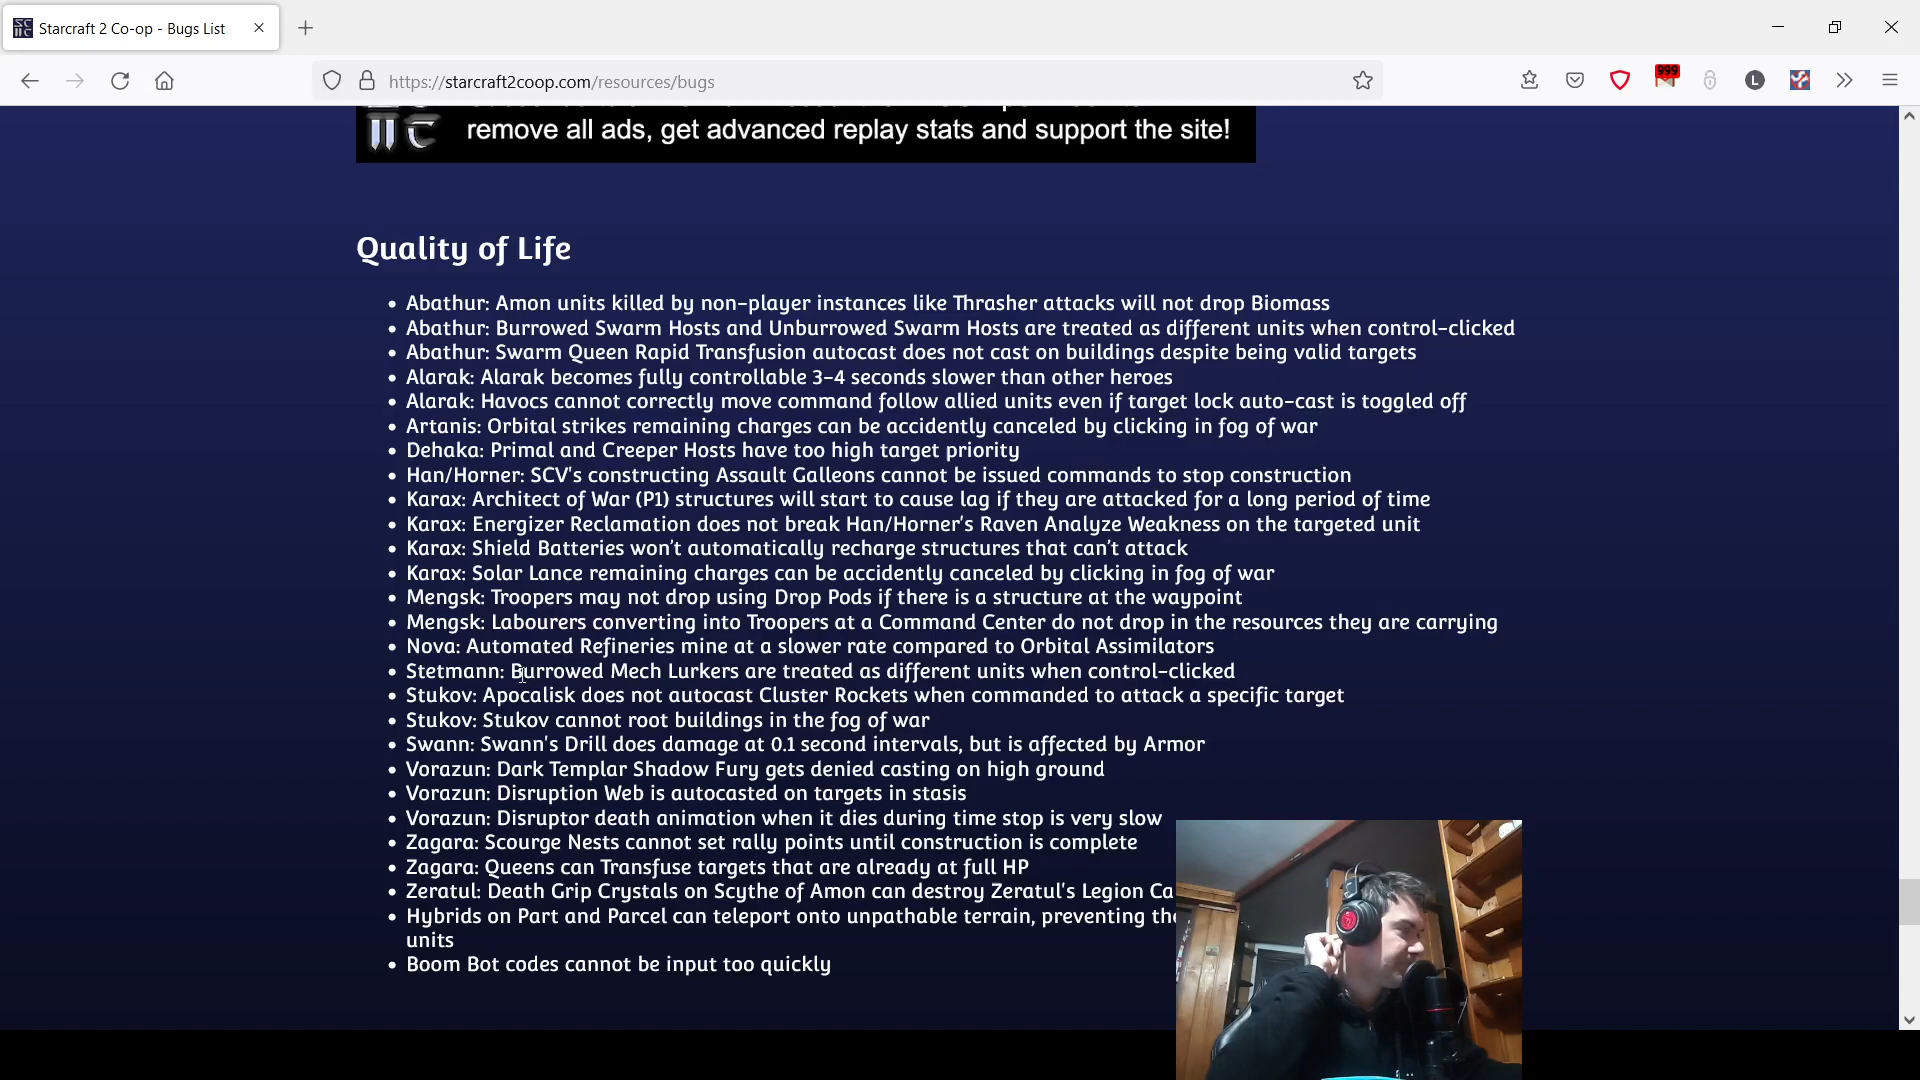 Starcraft 2 Co-op - Bugs List
https://starcraft2coop.com/resources/bugs
999
L
remove all ads, get advanced replay stats and support the site!
Quality of Life
• Abathur: Amon units killed by non-player instances like Thrasher attacks will not drop Biomass
• Abathur: Burrowed Swarm Hosts and Unburrowed Swarm Hosts are treated as different units when control-clicked
• Abathur: Swarm Queen Rapid Transfusion autocast does not cast on buildings despite being valid targets
• Alarak: Alarak becomes fully controllable 3-4 seconds slower than other heroes
• Alarak: Havocs cannot correctly move command follow allied units even if target lock auto-cast is toggled off
• Artanis: Orbital strikes remaining charges can be accidently canceled by clicking in fog of war
• Dehaka: Primal and Creeper Hosts have too high target priority
• Han/Horner: SCV's constructing Assault Galleons cannot be issued commands to stop construction
• Karax: Architect of War (P1) structures will start to cause lag if they are attacked for a long period of time
• Karax: Energizer Reclamation does not break Han/Horner's Raven Analyze Weakness on the targeted unit
• Karax: Shield Batteries won't automatically recharge structures that can't attack
• Karax: Solar Lance remaining charges can be accidently canceled by clicking in fog of war
• Mengsk: Troopers may not drop using Drop Pods if there is a structure at the waypoint
• Mengsk: Labourers converting into Troopers at a Command Center do not drop in the resources they are carrying
• Nova: Automated Refineries mine at a slower rate compared to Orbital Assimilators
• Stetmann: Burrowed Mech Lurkers are treated as different units when control-clicked
• Stukov: Apocalisk does not autocast Cluster Rockets when commanded to attack a specific target
• Stukov: Stukov cannot root buildings in the fog of war
• Swann: Swann's Drill does damage at 0.1 second intervals, but is affected by Armor
• Vorazun: Dark Templar Shadow Fury gets denied casting on high ground
• Vorazun: Disruption Web is autocasted on targets in stasis
• Vorazun: Disruptor death animation when it dies during time stop is very slow
• Zagara: Scourge Nests cannot set rally points until construction is complete
• Zagara: Queens can Transfuse targets that are already at full HP
• Zeratul: Death Grip Crystals on Scythe of Amon can destroy Zeratul's Legion Ca
• Hybrids on Part and Parcel can teleport onto unpathable terrain, preventing the
units
• Boom Bot codes cannot be input too quickly